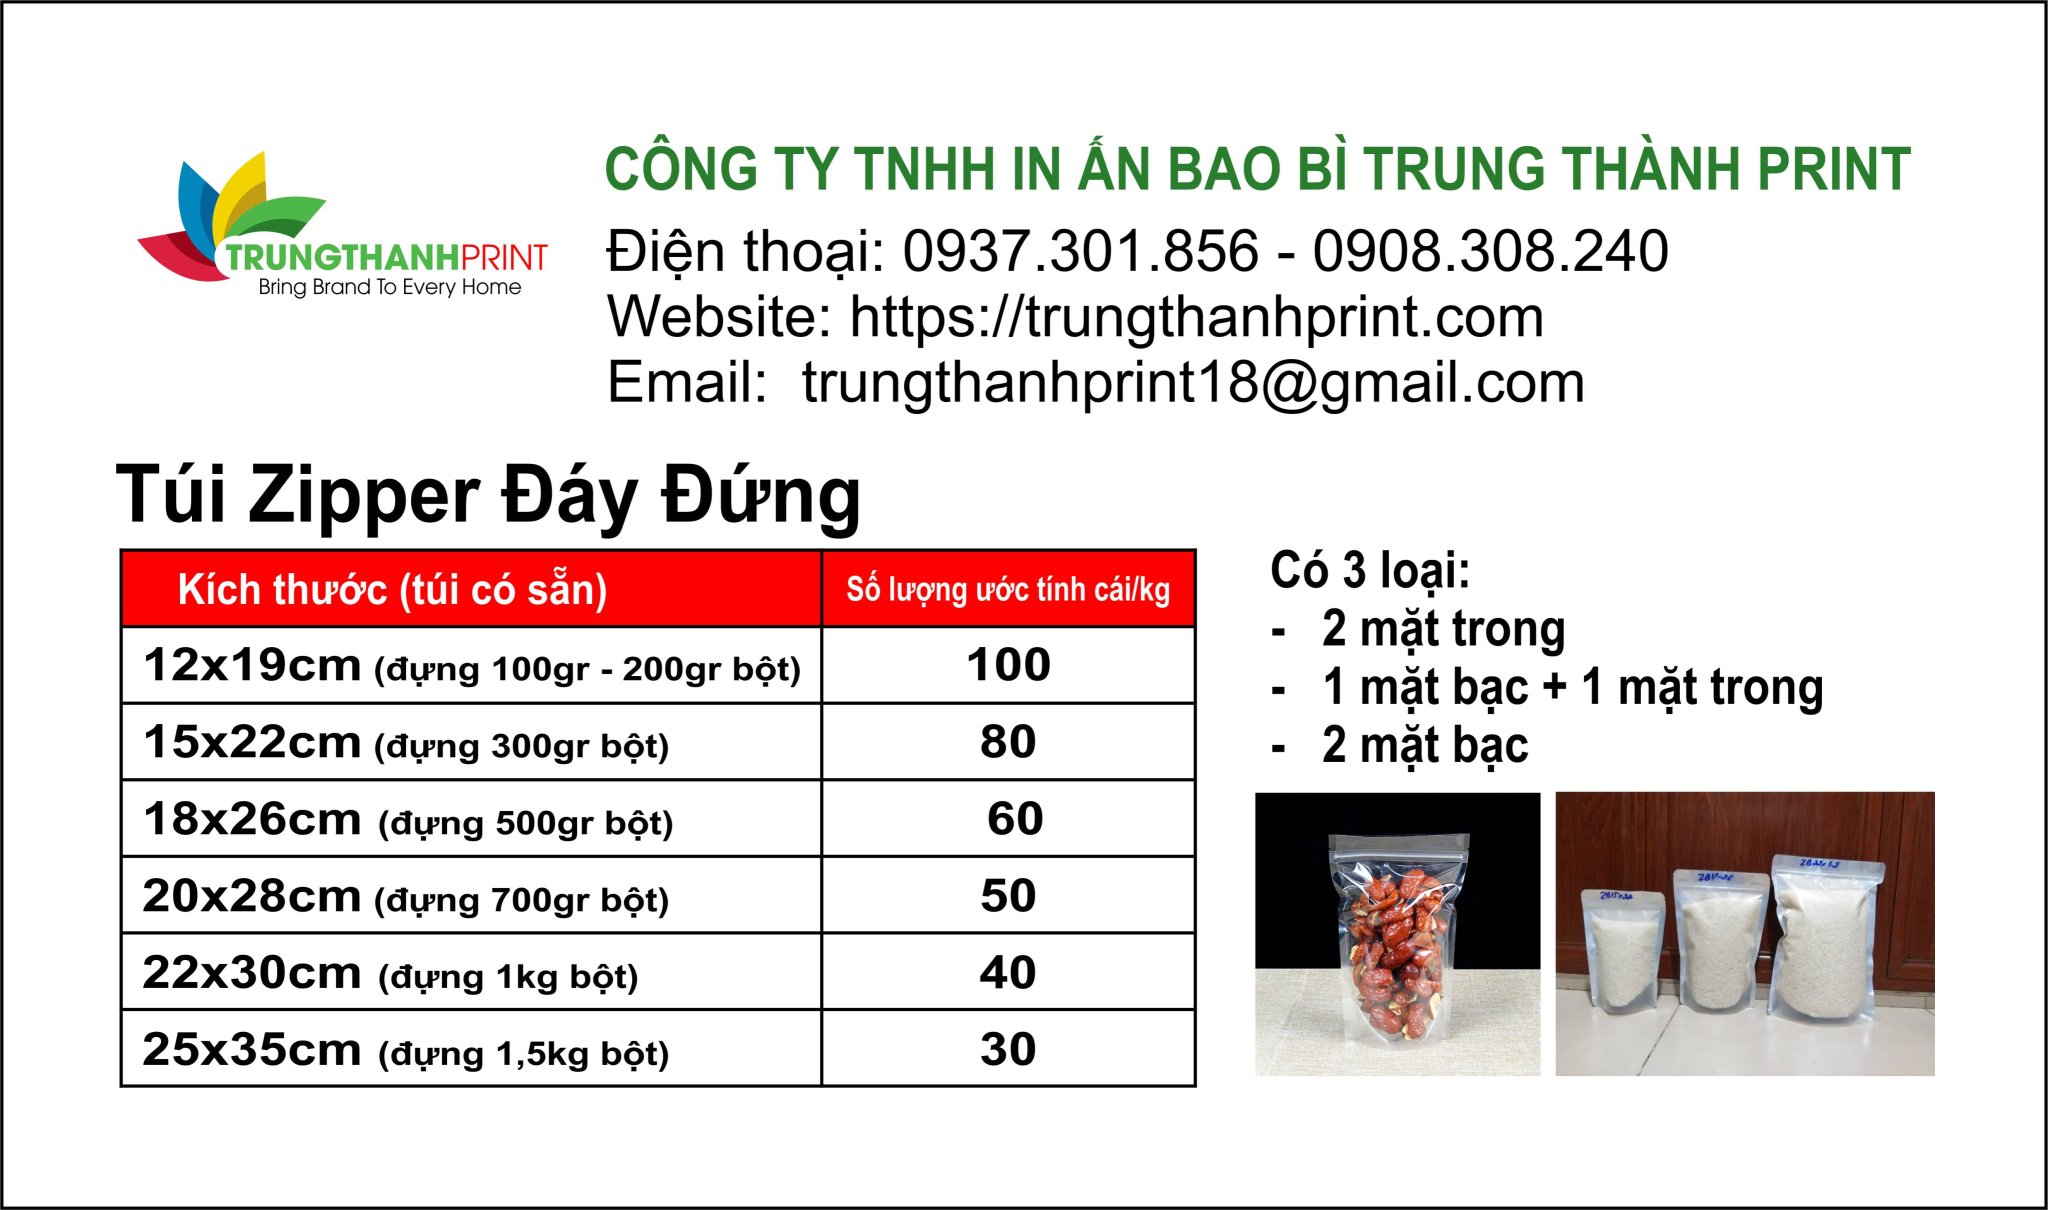 TRUNGTHANHPRINT
Bring Brand To Every Home
CÔNG TY TNHH IN ẤN BAO BÌ TRUNG THÀNH PRINT
Điện thoại: 0937.301.856 - 0908.308.240
Website: https://trungthanhprint.com
Email: trungthanhprint18@gmail.com
Túi Zipper Đáy Đứng
Kích thước (túi có sẵn) Số lượng ước tính cái/kg
12x19cm (đựng 100gr - 200gr bột) 100
15x22cm (đựng 300gr bột) 80
18x26cm (đựng 500gr bột) 60
20x28cm (đựng 700gr bột) 50
22x30cm (đựng 1kg bột) 40
25x35cm (đựng 1,5kg bột) 30
Có 3 loại:
- 2 mặt trong
- 1 mặt bạc + 1 mặt trong
- 2 mặt bạc